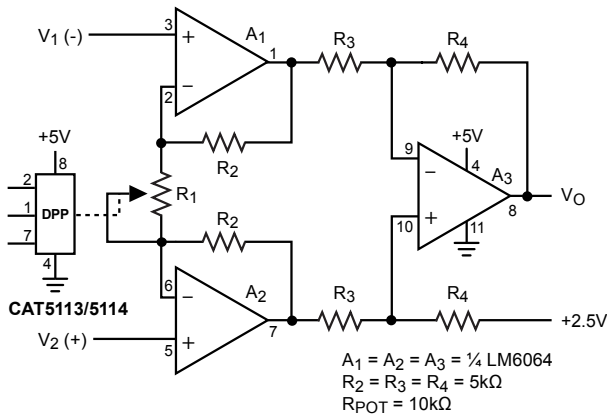 V₁ (-)
3
+
A₁
1
R₃
R₄
2
−
+5V
8
R₂
9
+5V
4
−
A₃
2
DPP
R₁
8
V_O
1
7
R₂
+
10
11
4
6
−
A₂
CAT5113/5114
R₃
R₄
7
+2.5V
V₂ (+)
5
+
A₁ = A₂ = A₃ = ¼ LM6064
R₂ = R₃ = R₄ = 5kΩ
R_POT = 10kΩ